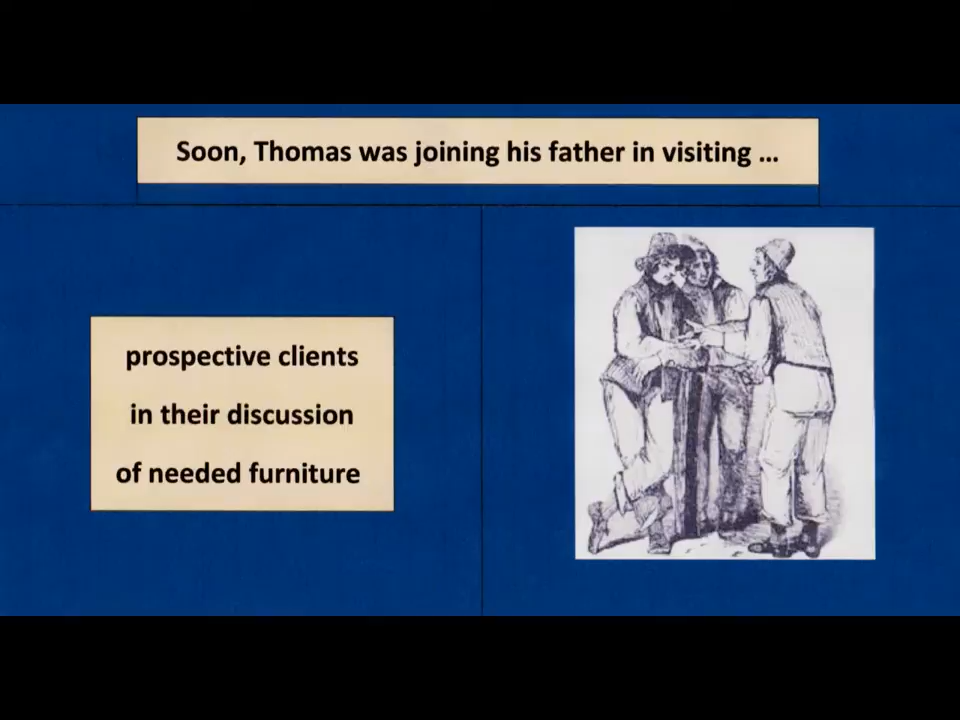 Soon, Thomas was joining his father in visiting …
prospective clients
in their discussion
of needed furniture